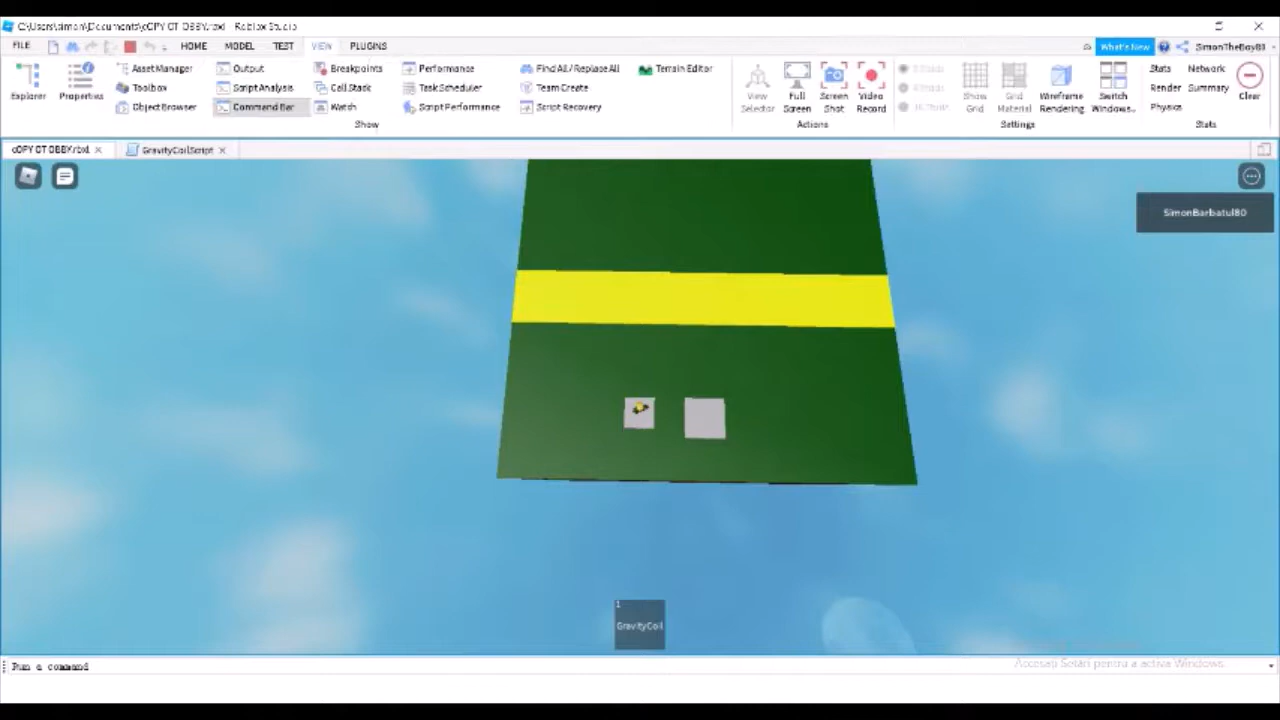 C:\Users\simon\Documents\cOPY OT OBBY.rbxl - Roblox Studio
FILE HOME MODEL TEST VIEW PLUGINS What's New SimonTheBoy83
Explorer
Properties
Asset Manager
Toolbox
Object Browser
Output
Script Analysis
Command Bar
Breakpoints
Call Stack
Watch
Performance
Task Scheduler
Script Performance
Find All / Replace All
Team Create
Script Recovery
Terrain Editor
Show
View
Selector
Full
Screen
Screen
Shot
Video
Record
Actions
Show
Grid
Grid
Material
Wireframe
Rendering
Switch
Windows..
Settings
Stats
Render
Physics
Network
Summary
Clear
Stats
cOPY OT OBBY.rbxl
GravityCoilScript
SimonBarbatul80
1
GravityCoil
Accesați Setări pentru a activa Windows.
Run a command